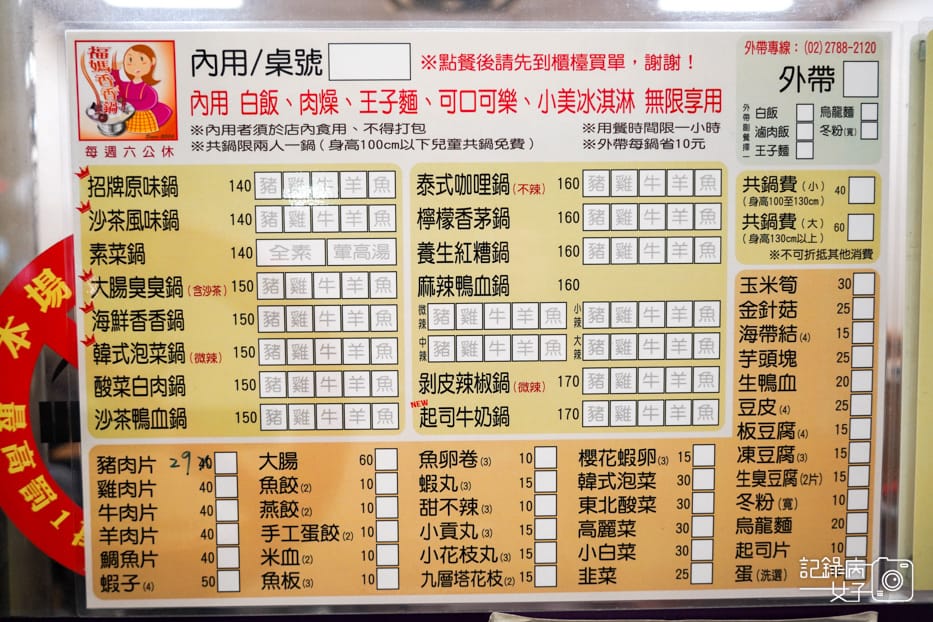 福媽香香鍋
Since 2002
每週六公休
內用/桌號
※點餐後請先到櫃檯買單，謝謝！
內用 白飯、肉燥、王子麵、可口可樂、小美冰淇淋 無限享用
※內用者須於店內食用、不得打包
※用餐時間限一小時
※共鍋限兩人一鍋（身高100cm以下兒童共鍋免費）
※外帶每鍋省10元
外帶專線：(02) 2788-2120
外帶
外帶副餐擇一
白飯
烏龍麵
滷肉飯
冬粉(寬)
王子麵
招牌原味鍋 140 豬 雞 牛 羊 魚
沙茶風味鍋 140 豬 雞 牛 羊 魚
素菜鍋 140 全素 葷高湯
大腸臭臭鍋(含沙茶) 150 豬 雞 牛 羊 魚
海鮮香香鍋 150 豬 雞 牛 羊 魚
韓式泡菜鍋(微辣) 150 豬 雞 牛 羊 魚
酸菜白肉鍋 150 豬 雞 牛 羊 魚
沙茶鴨血鍋 150 豬 雞 牛 羊 魚
泰式咖哩鍋(不辣) 160 豬 雞 牛 羊 魚
檸檬香茅鍋 160 豬 雞 牛 羊 魚
養生紅糟鍋 160 豬 雞 牛 羊 魚
麻辣鴨血鍋 160
微辣 豬 雞 牛 羊 魚
小辣 豬 雞 牛 羊 魚
中辣 豬 雞 牛 羊 魚
大辣 豬 雞 牛 羊 魚
剝皮辣椒鍋(微辣) 170 豬 雞 牛 羊 魚
NEW
起司牛奶鍋 170 豬 雞 牛 羊 魚
共鍋費(小) 40
(身高100至130cm)
共鍋費(大) 60
(身高130cm以上)
※不可折抵其他消費
玉米筍 30
金針菇 25
海帶結(4) 15
芋頭塊 25
生鴨血 20
豆皮(4) 25
板豆腐(4) 15
凍豆腐(3) 15
生臭豆腐(2片) 15
冬粉(寬) 10
烏龍麵 20
起司片 10
蛋(洗選)
豬肉片 29
雞肉片 40
牛肉片 40
羊肉片 40
鯛魚片 40
蝦子(4) 50
大腸 60
魚餃(2) 10
燕餃(2) 10
手工蛋餃(2) 10
米血(2) 10
魚板(3) 10
魚卵卷(3) 10
蝦丸(3) 15
甜不辣(3) 10
小貢丸(3) 15
小花枝丸(3) 15
九層塔花枝(2) 15
櫻花蝦卵(3) 15
韓式泡菜 30
東北酸菜 30
高麗菜 30
小白菜 30
韭菜 25
本場
最高
記錄病女子